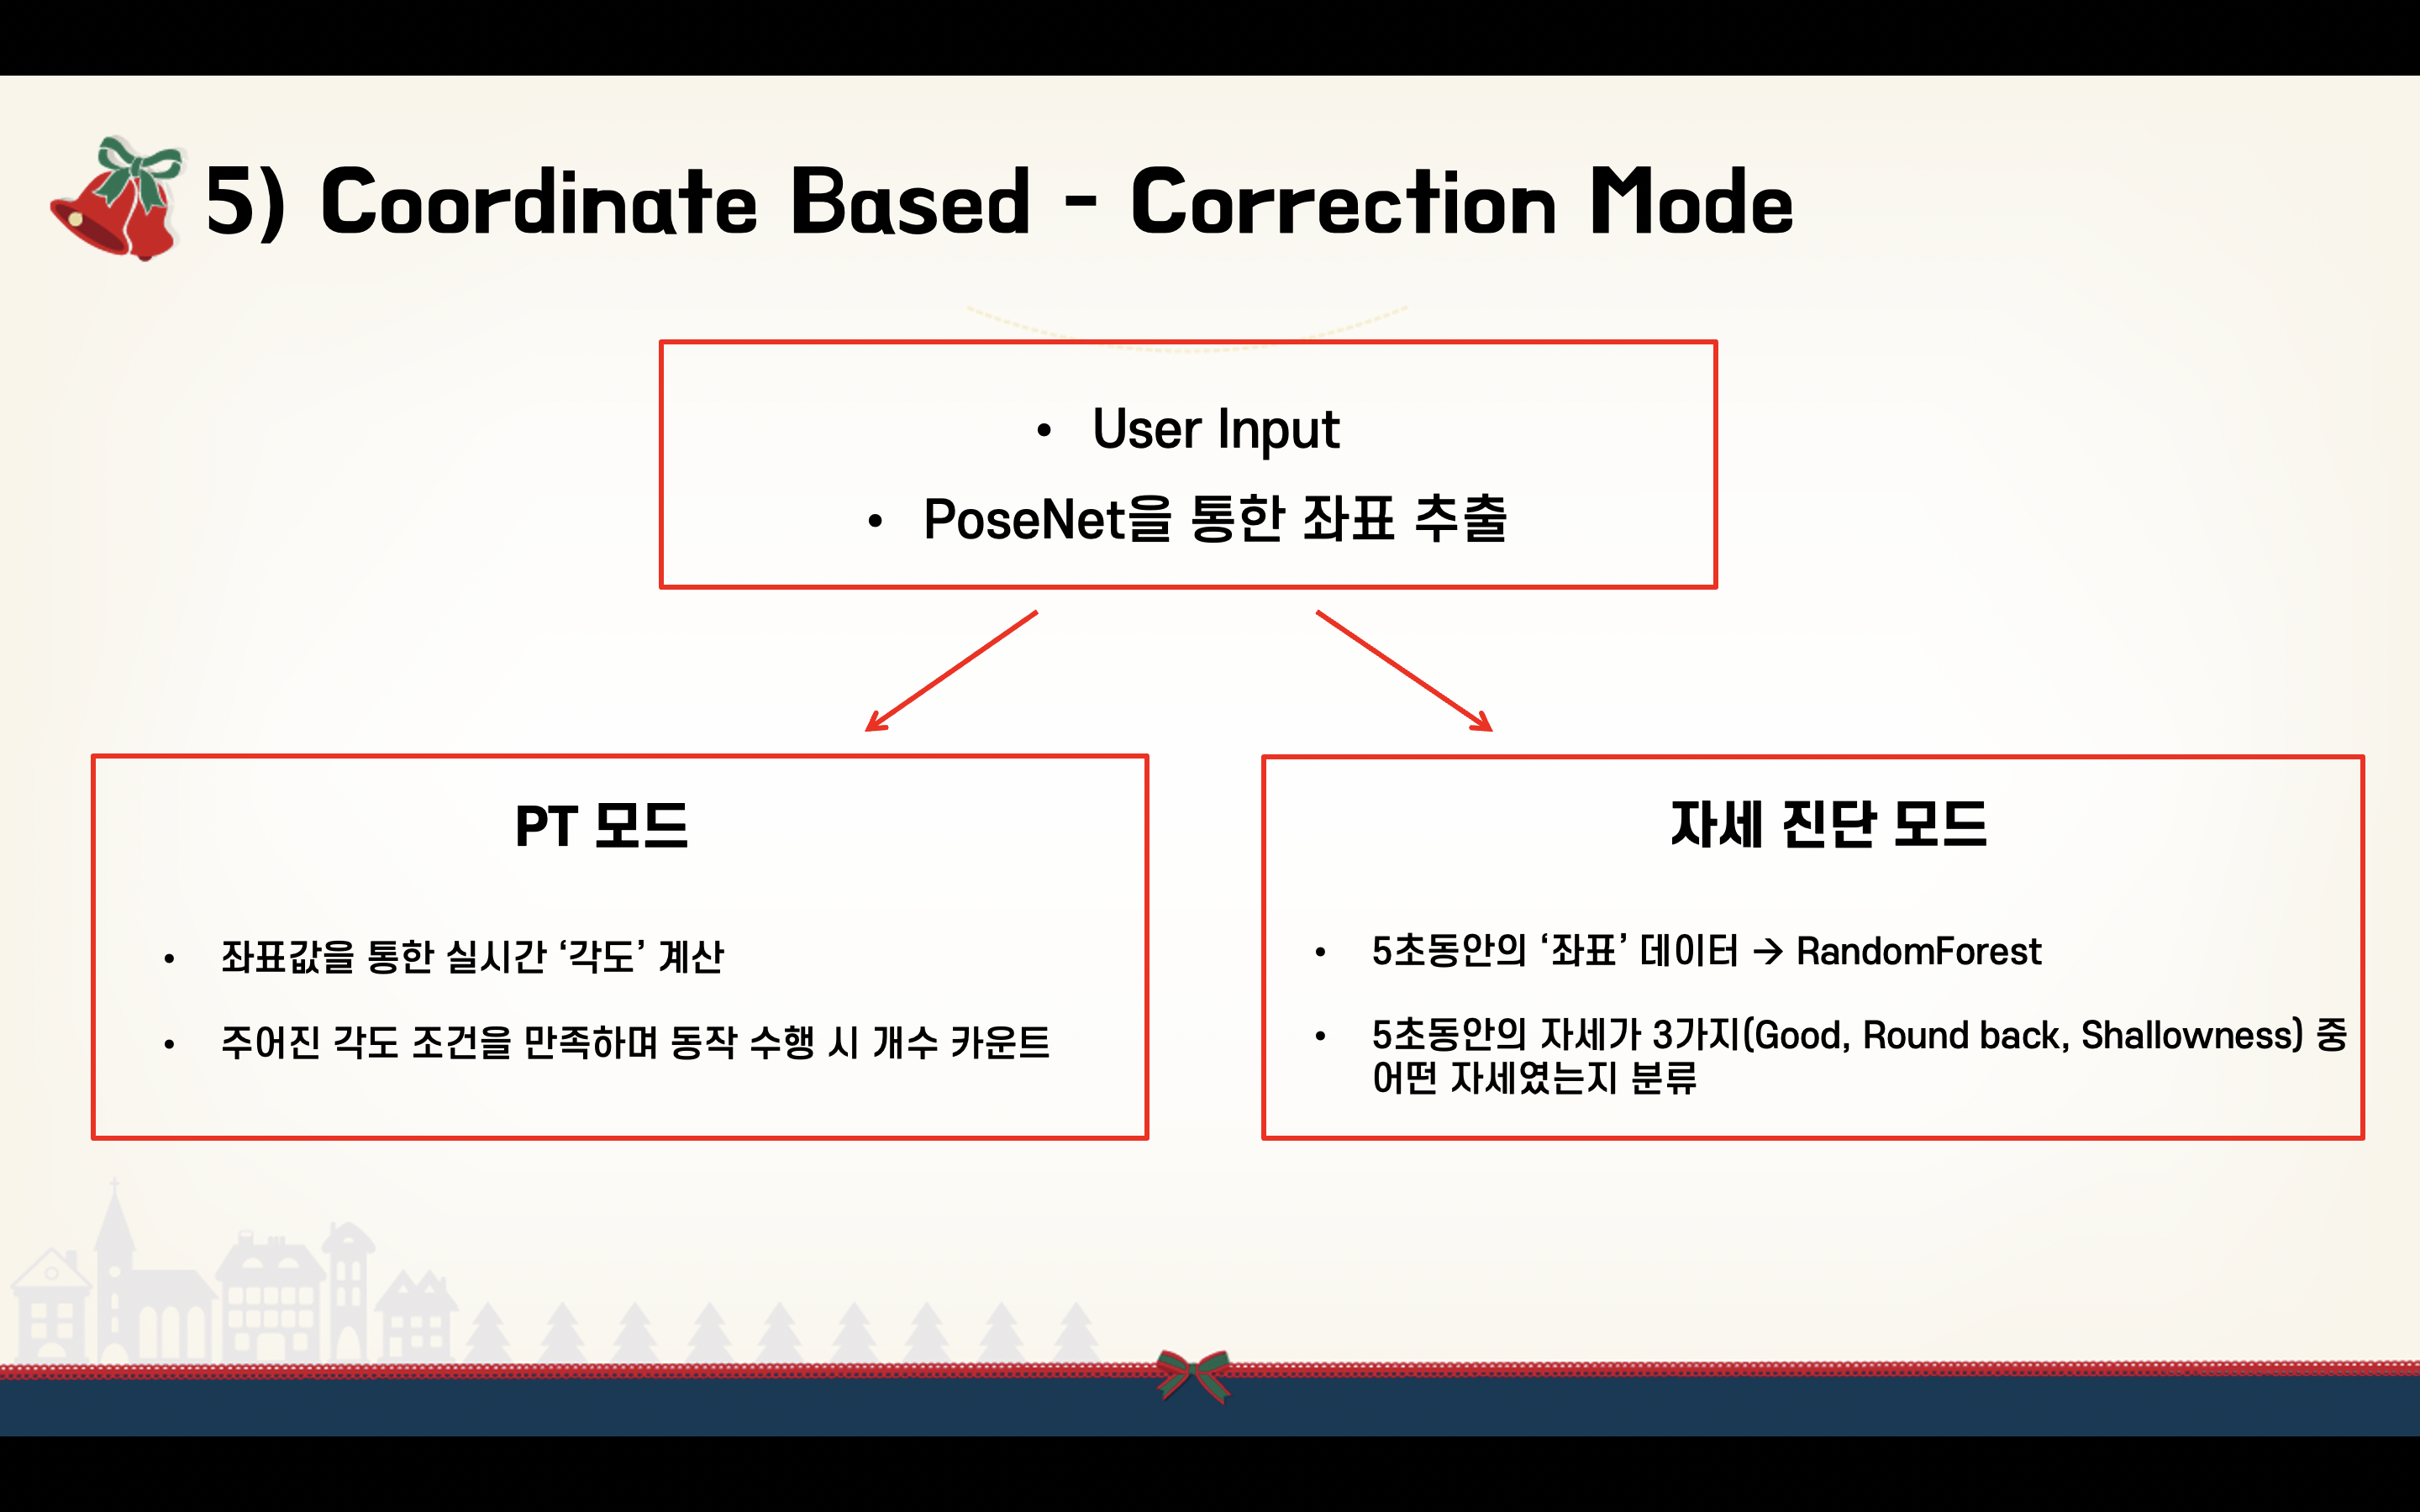 5) Coordinate Based - Correction Mode
• User Input
• PoseNet을 통한 좌표 추출
PT 모드
• 좌표값을 통한 실시간 ‘각도’ 계산
• 주어진 각도 조건을 만족하며 동작 수행 시 개수 카운트
자세 진단 모드
• 5초동안의 ‘좌표’ 데이터 → RandomForest
• 5초동안의 자세가 3가지(Good, Round back, Shallowness) 중
어떤 자세였는지 분류